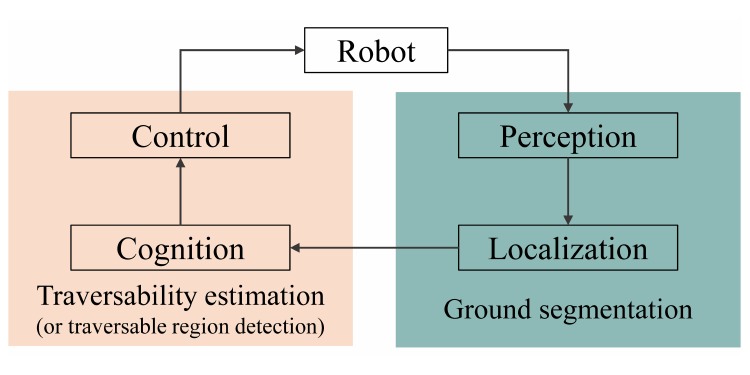 Robot
Control
Perception
Cognition
Localization
Traversability estimation
(or traversable region detection)
Ground segmentation